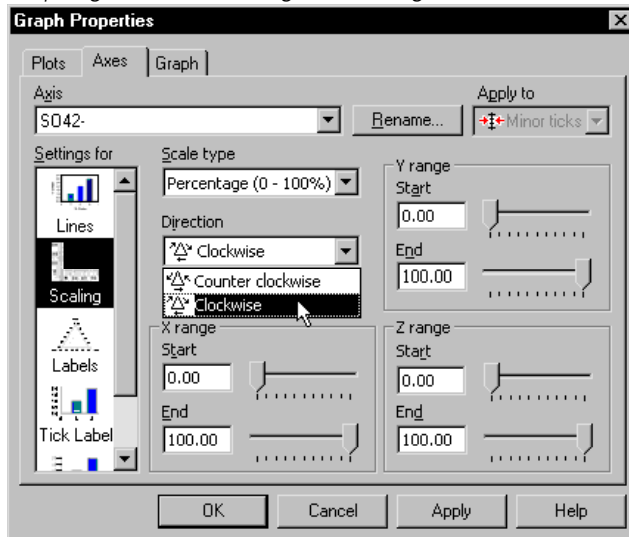 Graph Properties
Plots Axes Graph
Axis
SO42-
Rename...
Apply to
Minor ticks
Settings for
Lines
Scaling
Labels
Tick Label
Scale type
Percentage (0 - 100%)
Direction
Clockwise
Counter clockwise
Clockwise
X range
Start
0.00
End
100.00
Y range
Start
0.00
End
100.00
Z range
Start
0.00
End
100.00
OK Cancel Apply Help